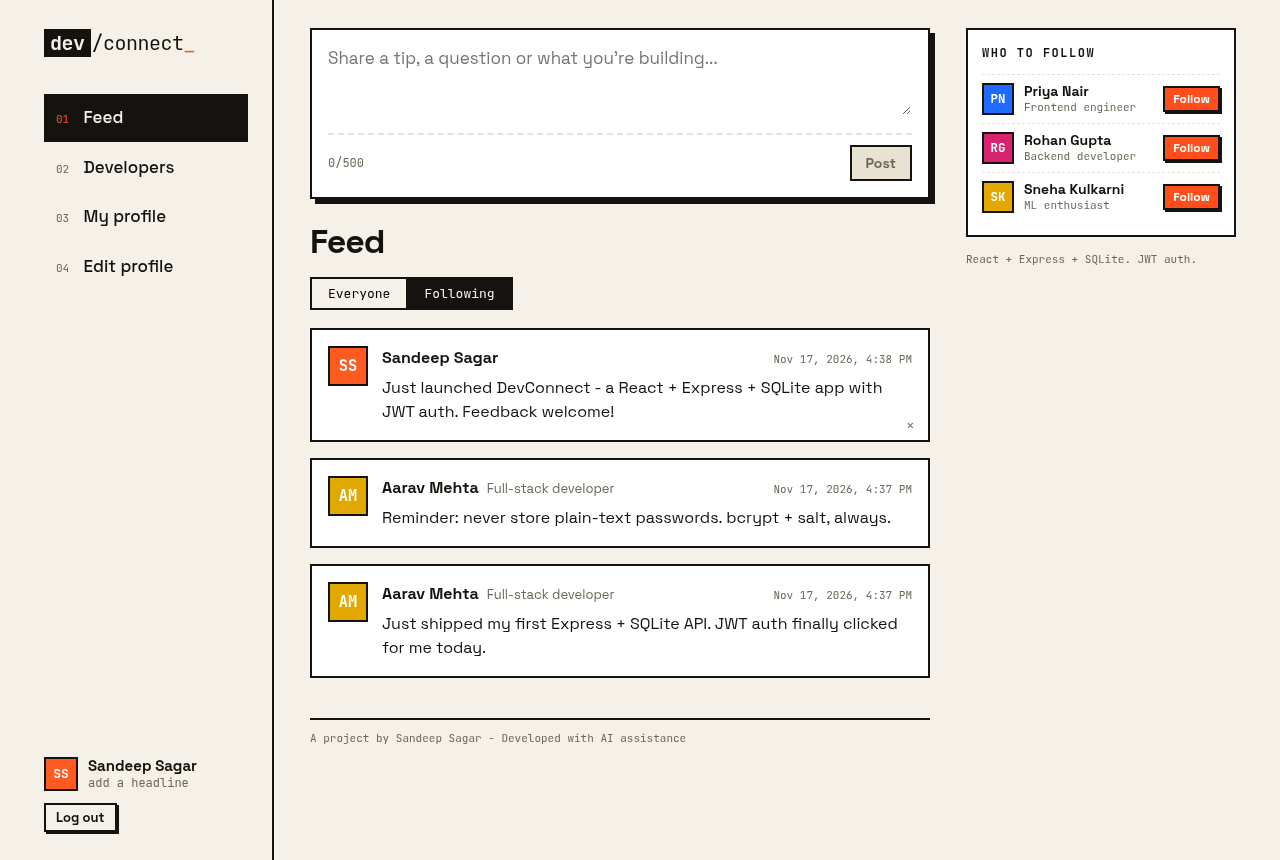 dev/connect_
01 Feed
02 Developers
03 My profile
04 Edit profile
Sandeep Sagar
SS
add a headline
Log out
Share a tip, a question or what you're building...
0/500
Post
Feed
Everyone
Following
SS
Sandeep Sagar
Nov 17, 2026, 4:38 PM
Just launched DevConnect - a React + Express + SQLite app with
JWT auth. Feedback welcome!
×
AM
Aarav Mehta Full-stack developer
Nov 17, 2026, 4:37 PM
Reminder: never store plain-text passwords. bcrypt + salt, always.
AM
Aarav Mehta Full-stack developer
Nov 17, 2026, 4:37 PM
Just shipped my first Express + SQLite API. JWT auth finally clicked
for me today.
A project by Sandeep Sagar - Developed with AI assistance
WHO TO FOLLOW
PN
Priya Nair
Frontend engineer
Follow
RG
Rohan Gupta
Backend developer
Follow
SK
Sneha Kulkarni
ML enthusiast
Follow
React + Express + SQLite. JWT auth.